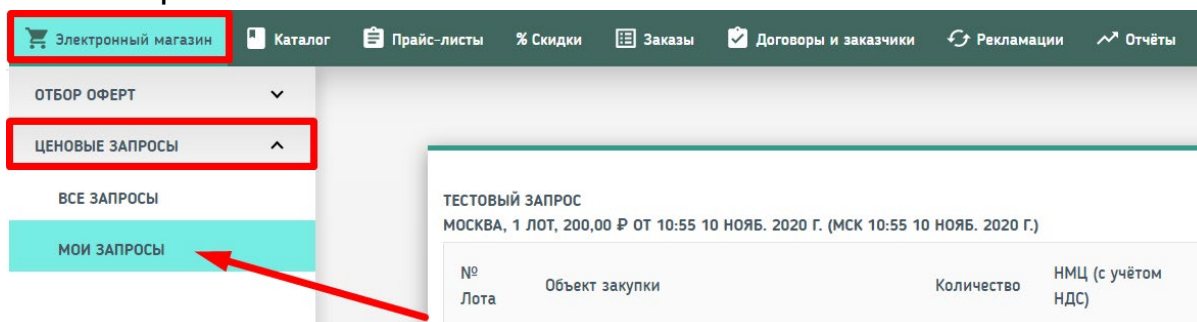 Электронный магазин Каталог Прайс-листы % Скидки Заказы Договоры и заказчики Рекламации Отчёты
ОТБОР ОФЕРТ
ЦЕНОВЫЕ ЗАПРОСЫ
ВСЕ ЗАПРОСЫ
МОИ ЗАПРОСЫ
ТЕСТОВЫЙ ЗАПРОС
МОСКВА, 1 ЛОТ, 200,00 ₽ ОТ 10:55 10 НОЯБ. 2020 Г. (МСК 10:55 10 НОЯБ. 2020 Г.)
№
Лота
Объект закупки
Количество
НМЦ (с учётом
НДС)